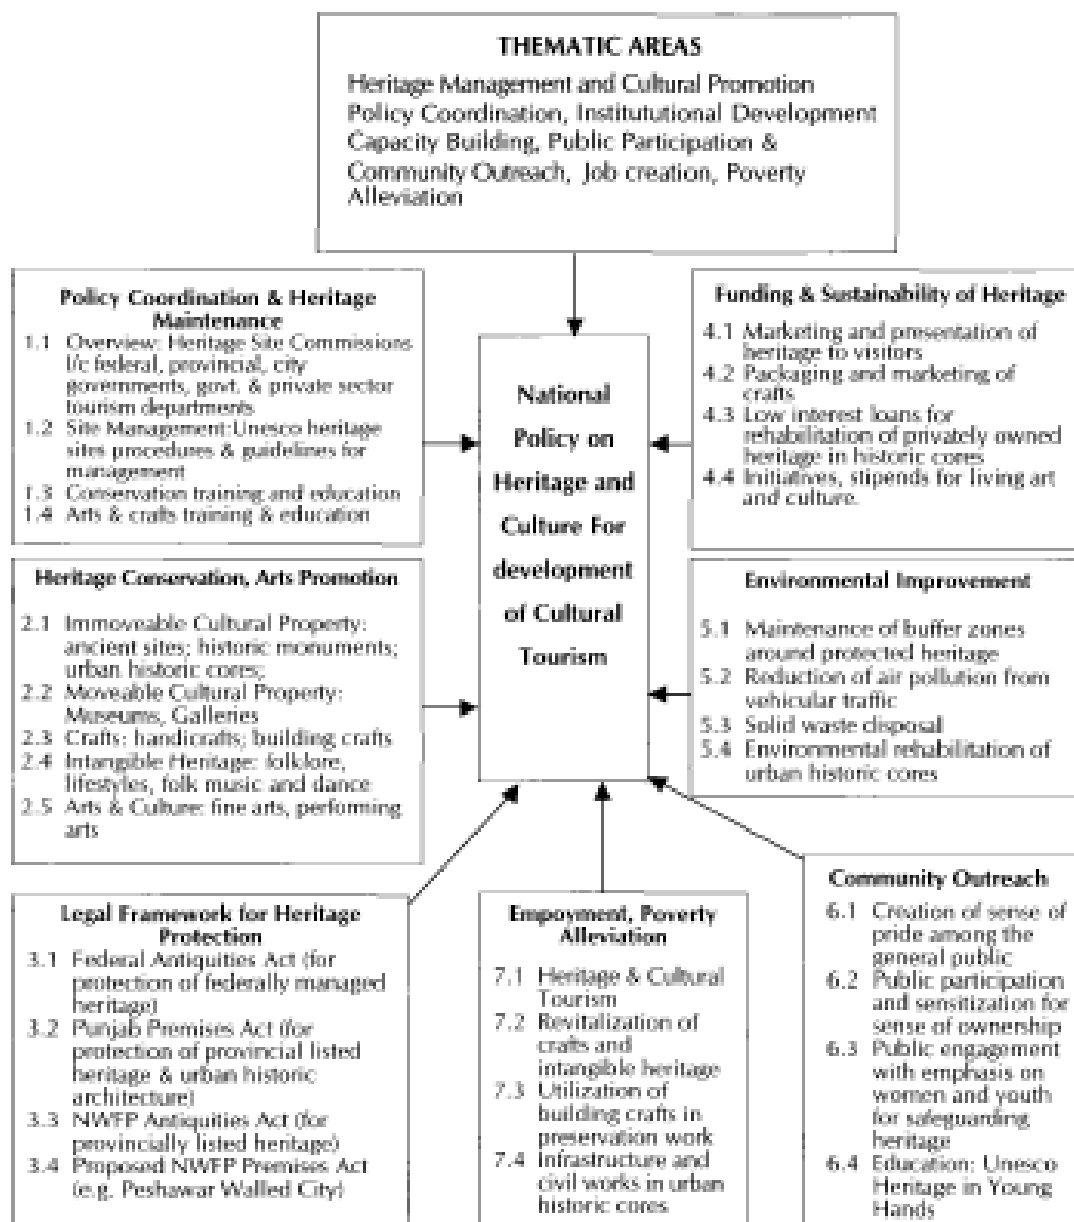 THEMATIC AREAS
Heritage Management and Cultural Promotion
Policy Coordination, Institututional Development
Capacity Building, Public Participation &
Community Outreach, Job creation, Poverty
Alleviation
Policy Coordination & Heritage
Maintenance
1.1 Overview: Heritage Site Commissions
I/c federal, provincial, city
governments, govt. & private sector
tourism departments
1.2 Site Management:Unesco heritage
sites procedures & guidelines for
management
1.3 Conservation training and education
1.4 Arts & crafts training & education
National
Policy on
Heritage and
Culture For
development
of Cultural
Tourism
Funding & Sustainability of Heritage
4.1 Marketing and presentation of
heritage to visitors
4.2 Packaging and marketing of
crafts
4.3 Low interest loans for
rehabilitation of privately owned
heritage in historic cores
4.4 Initiatives, stipends for living art
and culture.
Heritage Conservation, Arts Promotion
2.1 Immoveable Cultural Property:
ancient sites; historic monuments;
urban historic cores;
2.2 Moveable Cultural Property:
Museums, Galleries
2.3 Crafts: handicrafts; building crafts
2.4 Intangible Heritage: folklore,
lifestyles, folk music and dance
2.5 Arts & Culture: fine arts, performing
arts
Environmental Improvement
5.1 Maintenance of buffer zones
around protected heritage
5.2 Reduction of air pollution from
vehicular traffic
5.3 Solid waste disposal
5.4 Environmental rehabilitation of
urban historic cores
Legal Framework for Heritage
Protection
3.1 Federal Antiquities Act (for
protection of federally managed
heritage)
3.2 Punjab Premises Act (for
protection of provincial listed
heritage & urban historic
architecture)
3.3 NWFP Antiquities Act (for
provincially listed heritage)
3.4 Proposed NWFP Premises Act
(e.g. Peshawar Walled City)
Empoyment, Poverty
Alleviation
7.1 Heritage & Cultural
Tourism
7.2 Revitalization of
crafts and
intangible heritage
7.3 Utilization of
building crafts in
preservation work
7.4 Infrastructure and
civil works in urban
historic cores
Community Outreach
6.1 Creation of sense of
pride among the
general public
6.2 Public participation
and sensitization for
sense of ownership
6.3 Public engagement
with emphasis on
women and youth
for safeguarding
heritage
6.4 Education: Unesco
Heritage in Young
Hands